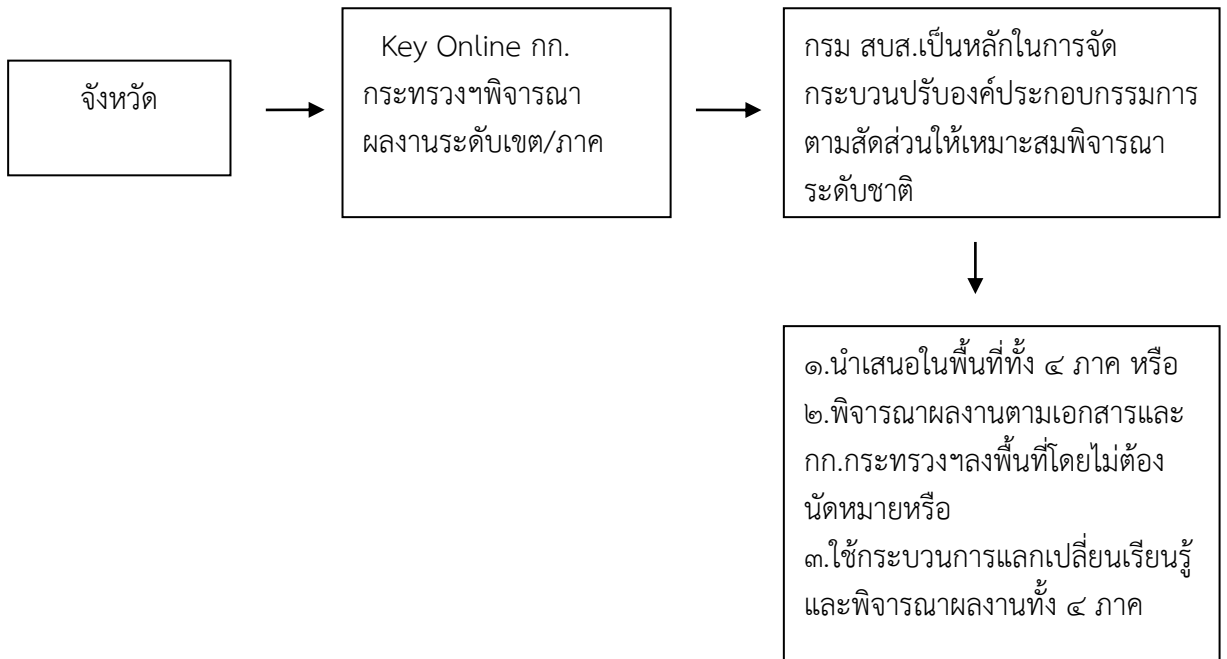 จังหวัด
Key Online กก.
กระทรวงฯพิจารณา
ผลงานระดับเขต/ภาค
กรม สบส.เป็นหลักในการจัด
กระบวนปรับองค์ประกอบกรรมการ
ตามสัดส่วนให้เหมาะสมพิจารณา
ระดับชาติ
๑.นำเสนอในพื้นที่ทั้ง ๔ ภาค หรือ
๒.พิจารณาผลงานตามเอกสารและ
กก.กระทรวงฯลงพื้นที่โดยไม่ต้อง
นัดหมายหรือ
๓.ใช้กระบวนการแลกเปลี่ยนเรียนรู้
และพิจารณาผลงานทั้ง ๔ ภาค